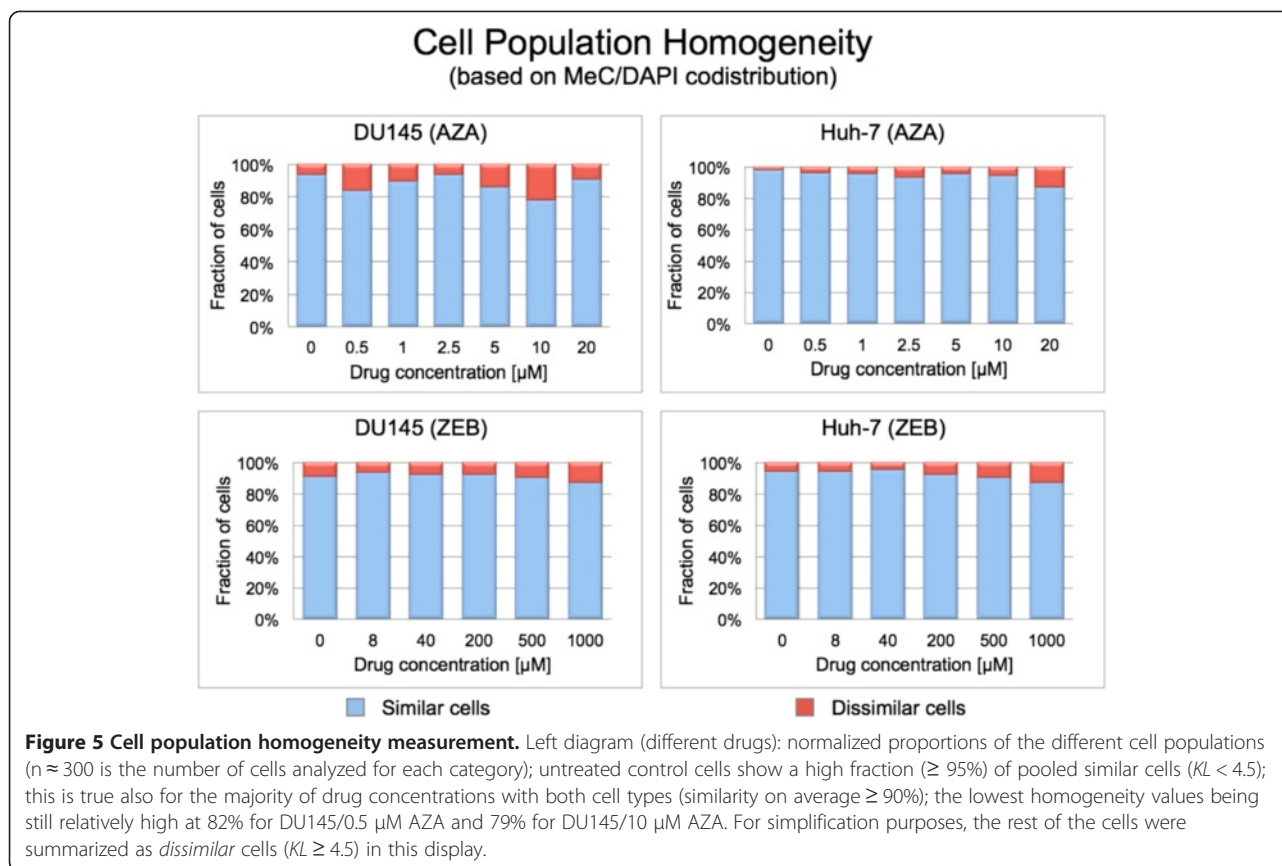 Cell Population Homogeneity
(based on MeC/DAPI codistribution)
DU145 (AZA)
Fraction of cells
100%
80%
60%
40%
20%
0%
0 0.5 1 2.5 5 10 20
Drug concentration [µM]
Huh-7 (AZA)
Fraction of cells
100%
80%
60%
40%
20%
0%
0 0.5 1 2.5 5 10 20
Drug concentration [µM]
DU145 (ZEB)
Fraction of cells
100%
80%
60%
40%
20%
0%
0 8 40 200 500 1000
Drug concentration [µM]
Huh-7 (ZEB)
Fraction of cells
100%
80%
60%
40%
20%
0%
0 8 40 200 500 1000
Drug concentration [µM]
Similar cells
Dissimilar cells
Figure 5 Cell population homogeneity measurement. Left diagram (different drugs): normalized proportions of the different cell populations
(n ≈ 300 is the number of cells analyzed for each category); untreated control cells show a high fraction (≥ 95%) of pooled similar cells (KL < 4.5);
this is true also for the majority of drug concentrations with both cell types (similarity on average ≥ 90%); the lowest homogeneity values being
still relatively high at 82% for DU145/0.5 µM AZA and 79% for DU145/10 µM AZA. For simplification purposes, the rest of the cells were
summarized as dissimilar cells (KL ≥ 4.5) in this display.